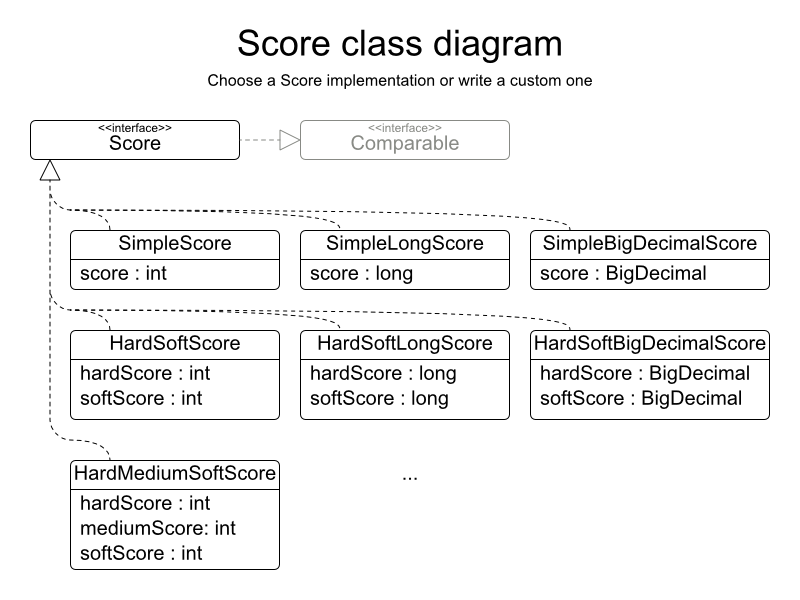 Score class diagram
Choose a Score implementation or write a custom one
<<interface>>
Score
<<interface>>
Comparable
SimpleScore
score : int
SimpleLongScore
score : long
SimpleBigDecimalScore
score : BigDecimal
HardSoftScore
hardScore : int
softScore : int
HardSoftLongScore
hardScore : long
softScore : long
HardSoftBigDecimalScore
hardScore : BigDecimal
softScore : BigDecimal
HardMediumSoftScore
hardScore : int
mediumScore: int
softScore : int
...